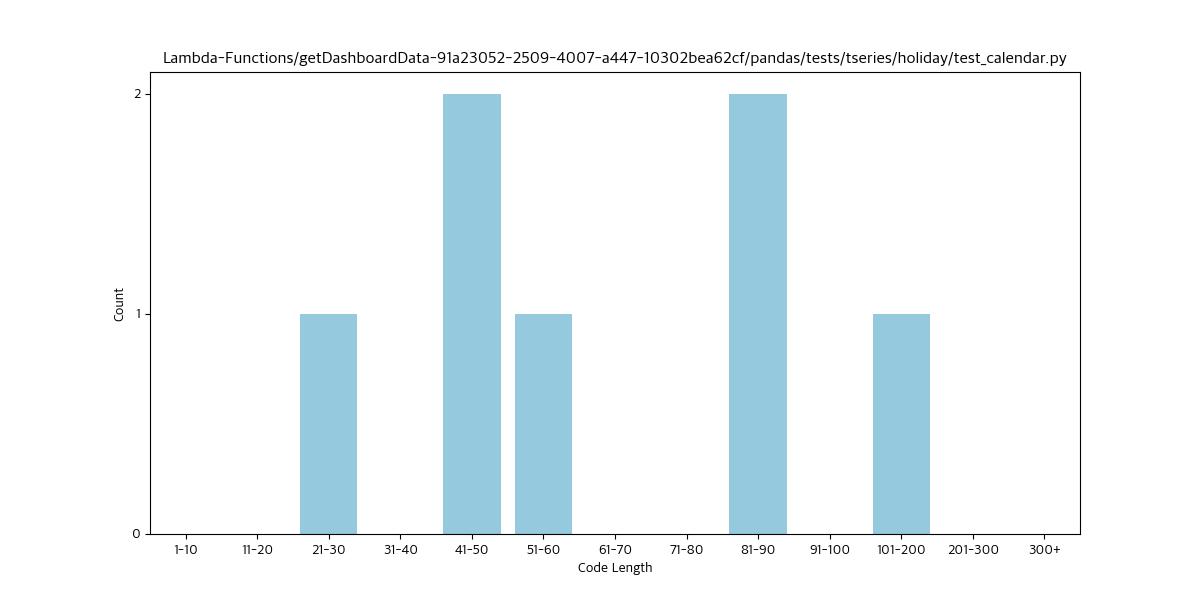 Lambda-Functions/getDashboardData-91a23052-2509-4007-a447-10302bea62cf/pandas/tests/tseries/holiday/test_calendar.py
Count
2
1
0
1-10 11-20 21-30 31-40 41-50 51-60 61-70 71-80 81-90 91-100 101-200 201-300 300+
Code Length